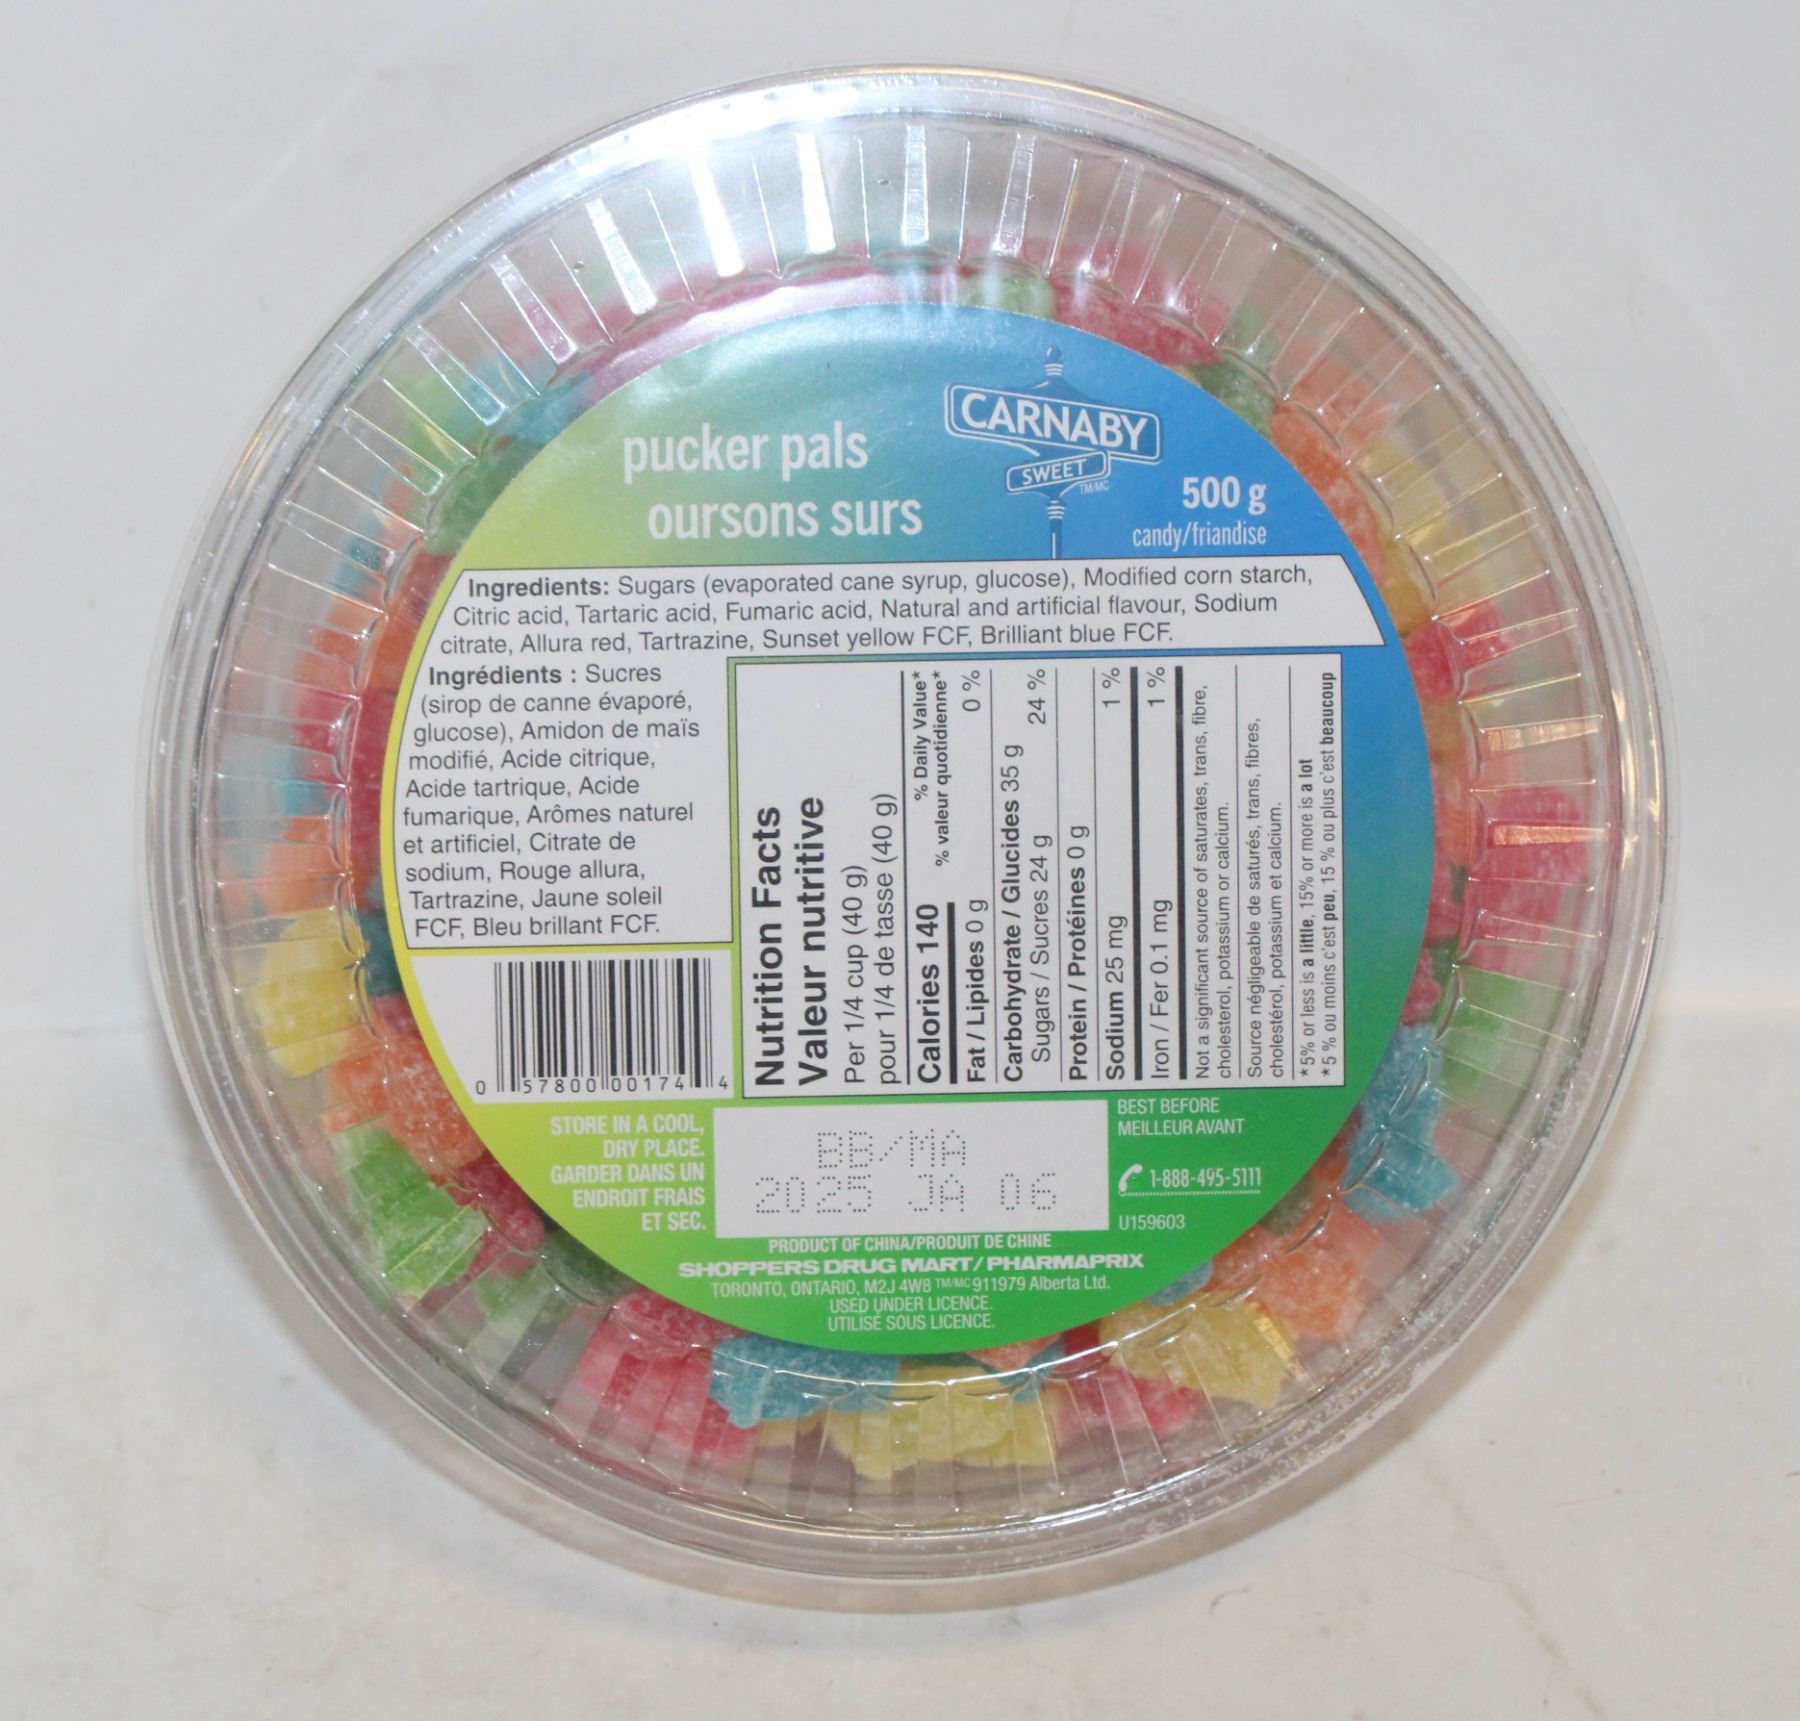 pucker pals
oursons surs
CARNABY
SWEET
TM/MC
500 g
candy/friandise
Ingredients: Sugars (evaporated cane syrup, glucose), Modified corn starch,
Citric acid, Tartaric acid, Fumaric acid, Natural and artificial flavour, Sodium
citrate, Allura red, Tartrazine, Sunset yellow FCF, Brilliant blue FCF.
Ingrédients : Sucres
(sirop de canne évaporé,
glucose), Amidon de maïs
modifié, Acide citrique,
Acide tartrique, Acide
fumarique, Arômes naturel
et artificiel, Citrate de
sodium, Rouge allura,
Tartrazine, Jaune soleil
FCF, Bleu brillant FCF.
0 57800 00174 4
Nutrition Facts
Valeur nutritive
Per 1/4 cup (40 g)
pour 1/4 de tasse (40 g)
Calories 140
% Daily Value*
% valeur quotidienne*
Fat / Lipides 0 g 0 %
Carbohydrate / Glucides 35 g
Sugars / Sucres 24 g 24 %
Protein / Protéines 0 g
Sodium 25 mg 1 %
Iron / Fer 0.1 mg 1 %
Not a significant source of saturates, trans, fibre,
cholesterol, potassium or calcium.
Source négligeable de saturés, trans, fibres,
cholestérol, potassium et calcium.
*5% or less is a little, 15% or more is a lot
*5 % ou moins c'est peu, 15 % ou plus c'est beaucoup
STORE IN A COOL,
DRY PLACE.
GARDER DANS UN
ENDROIT FRAIS
ET SEC.
BB/MA
2025 JA 06
BEST BEFORE
MEILLEUR AVANT
1-888-495-5111
U159603
PRODUCT OF CHINA/PRODUIT DE CHINE
SHOPPERS DRUG MART/PHARMAPRIX
TORONTO, ONTARIO, M2J 4W8 TM/MC 911979 Alberta Ltd.
USED UNDER LICENCE.
UTILISÉ SOUS LICENCE.